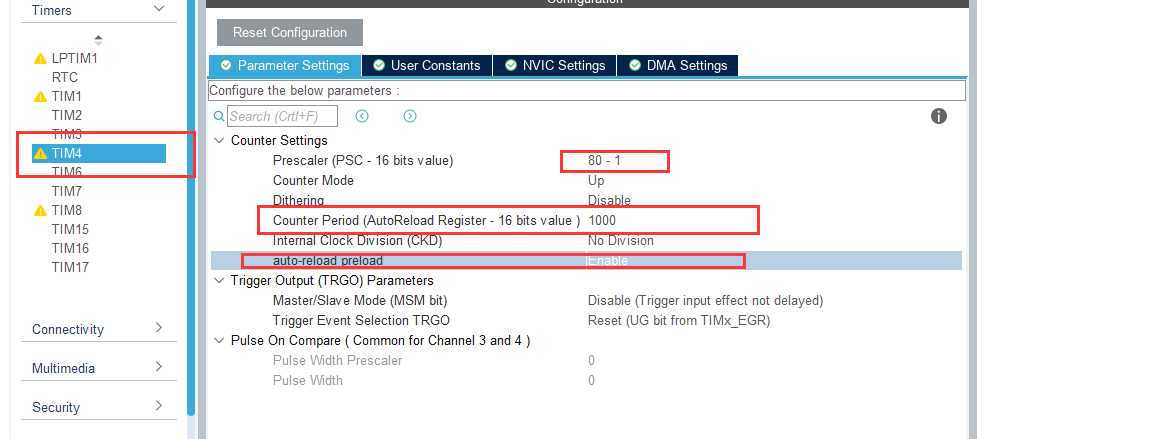 Configuration
Timers
LPTIM1
RTC
TIM1
TIM2
TIM3
TIM4
TIM6
TIM7
TIM8
TIM15
TIM16
TIM17
Connectivity
Multimedia
Security
Reset Configuration
Parameter Settings
User Constants
NVIC Settings
DMA Settings
Configure the below parameters :
Search (Crtl+F)
Counter Settings
Prescaler (PSC - 16 bits value) 80 - 1
Counter Mode Up
Dithering Disable
Counter Period (AutoReload Register - 16 bits value ) 1000
Internal Clock Division (CKD) No Division
auto-reload preload Enable
Trigger Output (TRGO) Parameters
Master/Slave Mode (MSM bit) Disable (Trigger input effect not delayed)
Trigger Event Selection TRGO Reset (UG bit from TIMx_EGR)
Pulse On Compare ( Common for Channel 3 and 4 )
Pulse Width Prescaler 0
Pulse Width 0